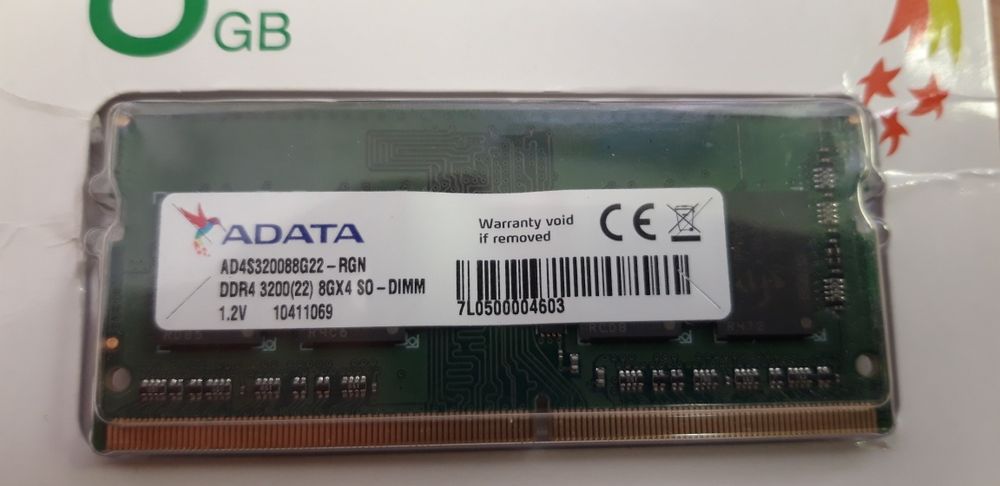 GB
ADATA
Warranty void
if removed
CE
AD4S320088G22-RGN
DDR4 3200(22) 8GX4 SO-DIMM
1.2V 10411069
7L0500004603